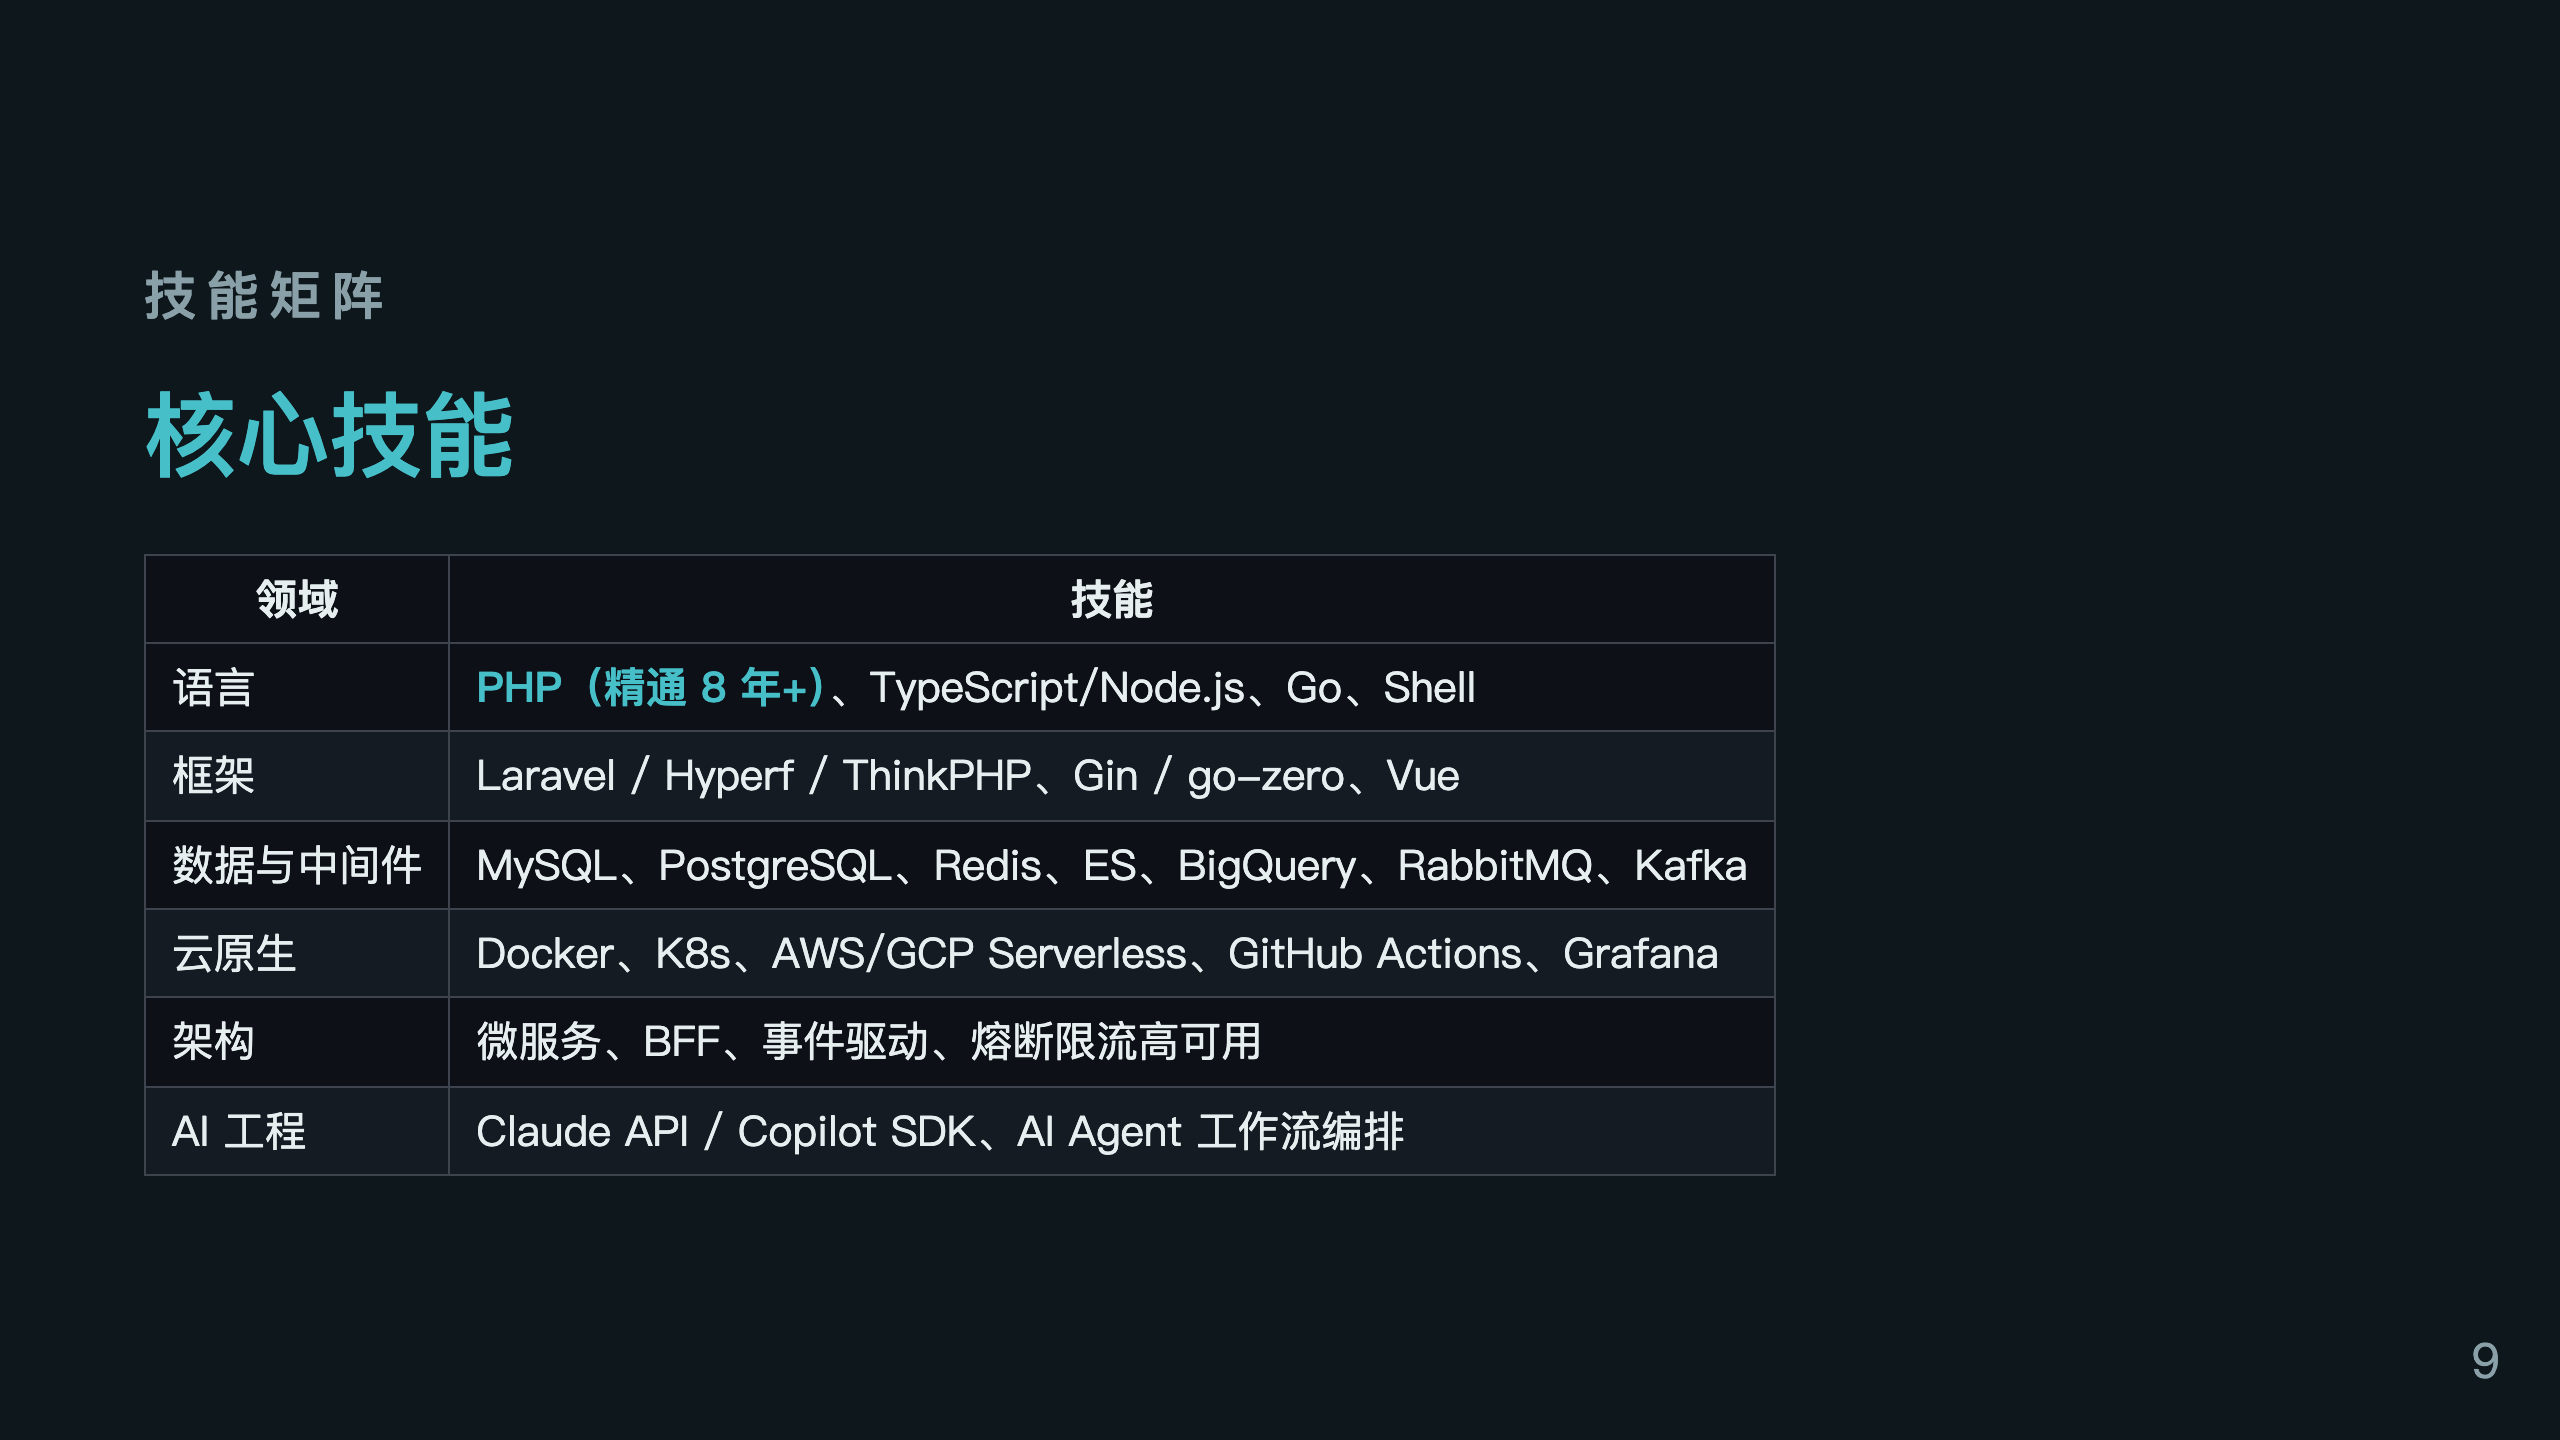 技能矩阵
核心技能
领域 技能
语言 PHP（精通 8 年+）、TypeScript/Node.js、Go、Shell
框架 Laravel / Hyperf / ThinkPHP、Gin / go-zero、Vue
数据与中间件 MySQL、PostgreSQL、Redis、ES、BigQuery、RabbitMQ、Kafka
云原生 Docker、K8s、AWS/GCP Serverless、GitHub Actions、Grafana
架构 微服务、BFF、事件驱动、熔断限流高可用
AI 工程 Claude API / Copilot SDK、AI Agent 工作流编排
9